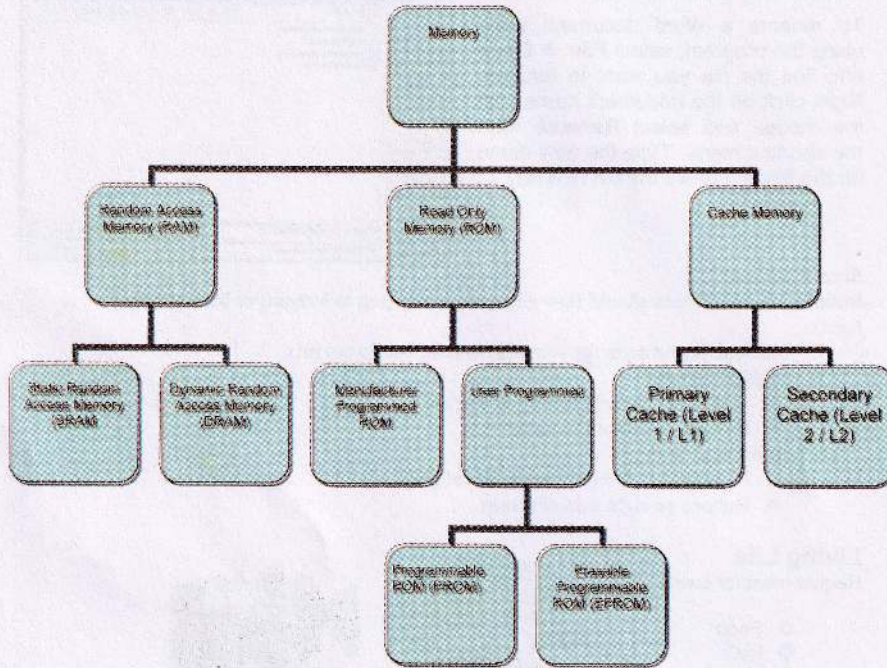 Memory
Random Access
Memory (RAM)
Read Only
Memory (ROM)
Cache Memory
Static Random
Access Memory
(SRAM)
Dynamic Random
Access Memory
(DRAM)
Manufacturer
Programmed
ROM
User Programmed
Primary
Cache (Level
1 / L1)
Secondary
Cache (Level
2 / L2)
Programmable
ROM (PROM)
Erasable
Programmable
ROM (EPROM)